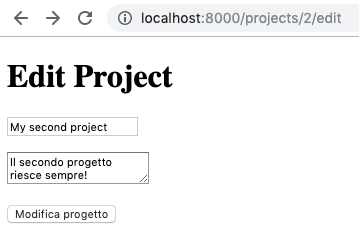 localhost:8000/projects/2/edit
Edit Project
My second project
Il secondo progetto
riesce sempre!
Modifica progetto